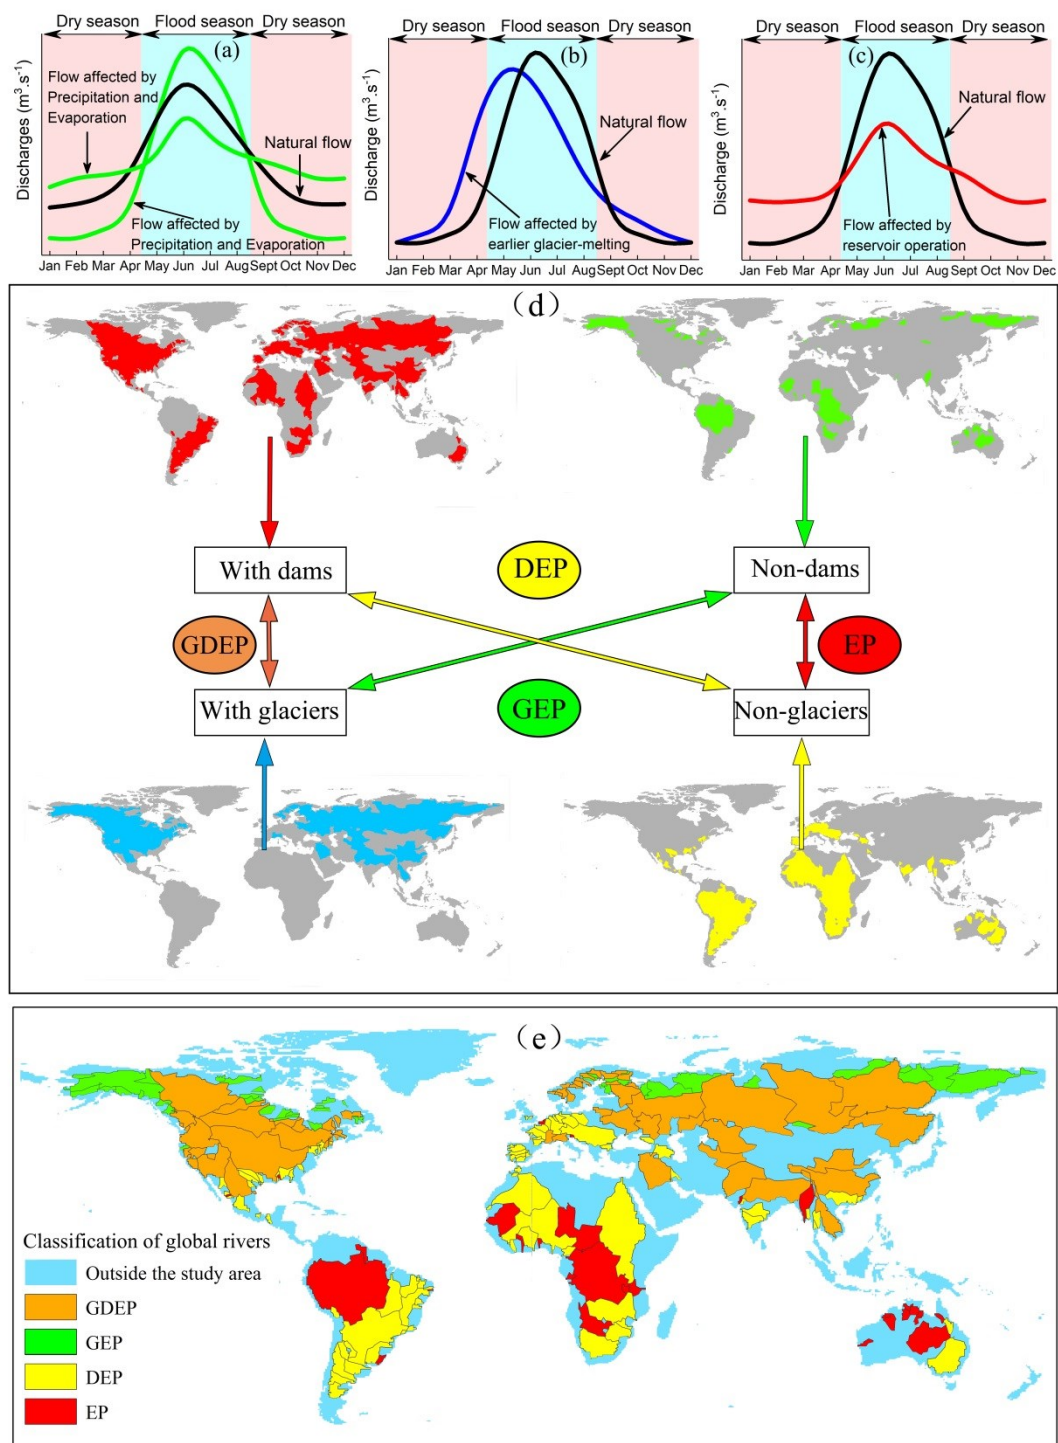 Dry season Flood season Dry season
(a)
Discharges (m³.s⁻¹)
Flow affected by
Precipitation and
Evaporation
Natural flow
Flow affected by
Precipitation and Evaporation
Jan Feb Mar Apr May Jun Jul Aug Sept Oct Nov Dec
Dry season Flood season Dry season
(b)
Discharge (m³.s⁻¹)
Natural flow
Flow affected by
earlier glacier-melting
Jan Feb Mar Apr May Jun Jul Aug Sept Oct Nov Dec
Dry season Flood season Dry season
(c)
Discharge (m³.s⁻¹)
Natural flow
Flow affected by
reservoir operation
Jan Feb Mar Apr May Jun Jul Aug Sept Oct Nov Dec
(d)
With dams
DEP
Non-dams
GDEP
EP
With glaciers
GEP
Non-glaciers
(e)
Classification of global rivers
Outside the study area
GDEP
GEP
DEP
EP